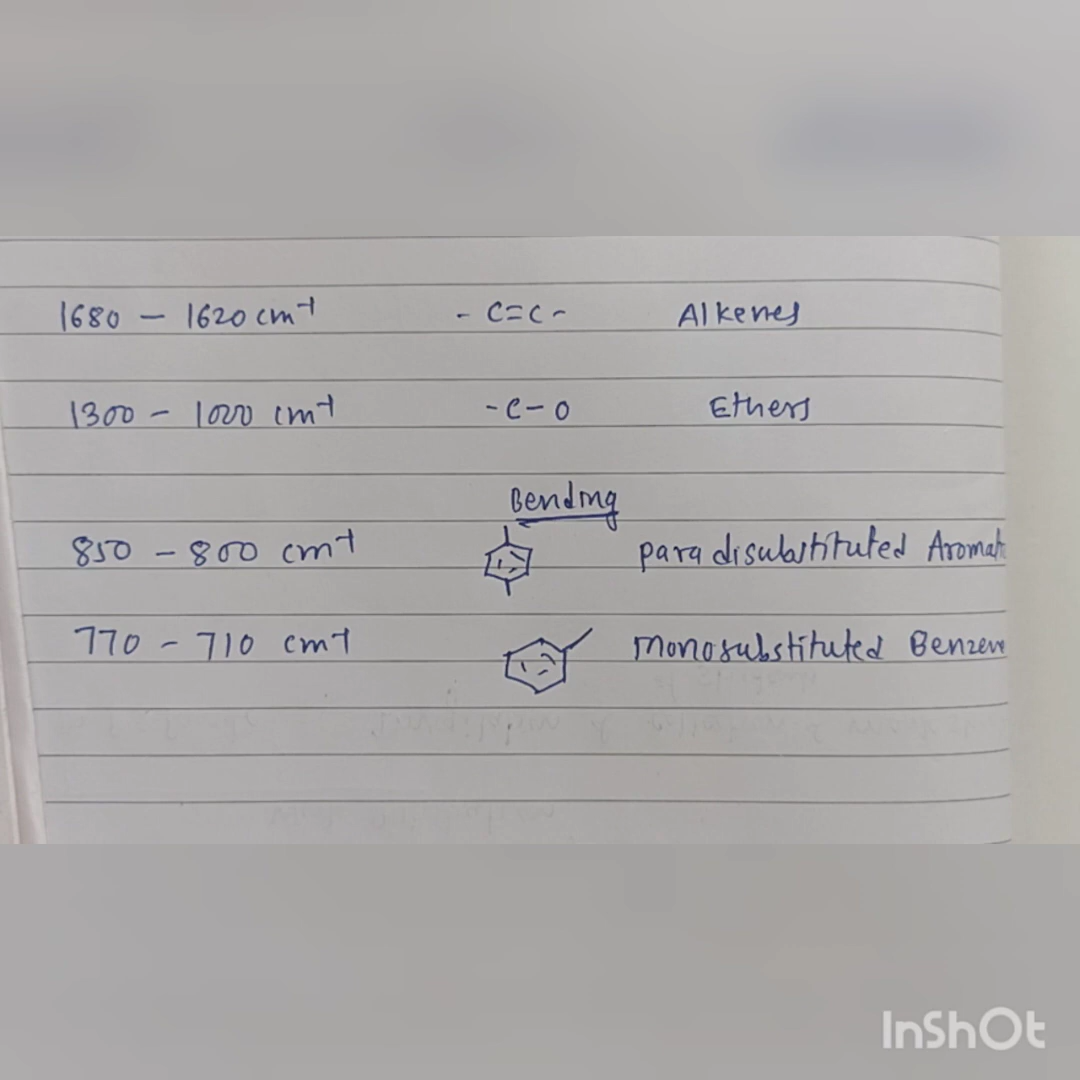 1680 - 1620 cm⁻¹ - C=C - Alkenes
1300 - 1000 cm⁻¹ -C-O Ethers
Bending
850 - 800 cm⁻¹ para disubstituted Aromati
770 - 710 cm⁻¹ Monosubstituted Benzene
InShOt